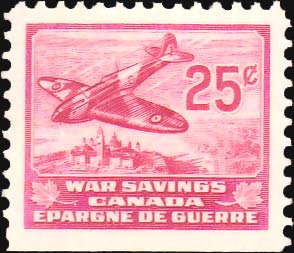 25¢
WAR SAVINGS
CANADA
EPARGNE DE GUERRE